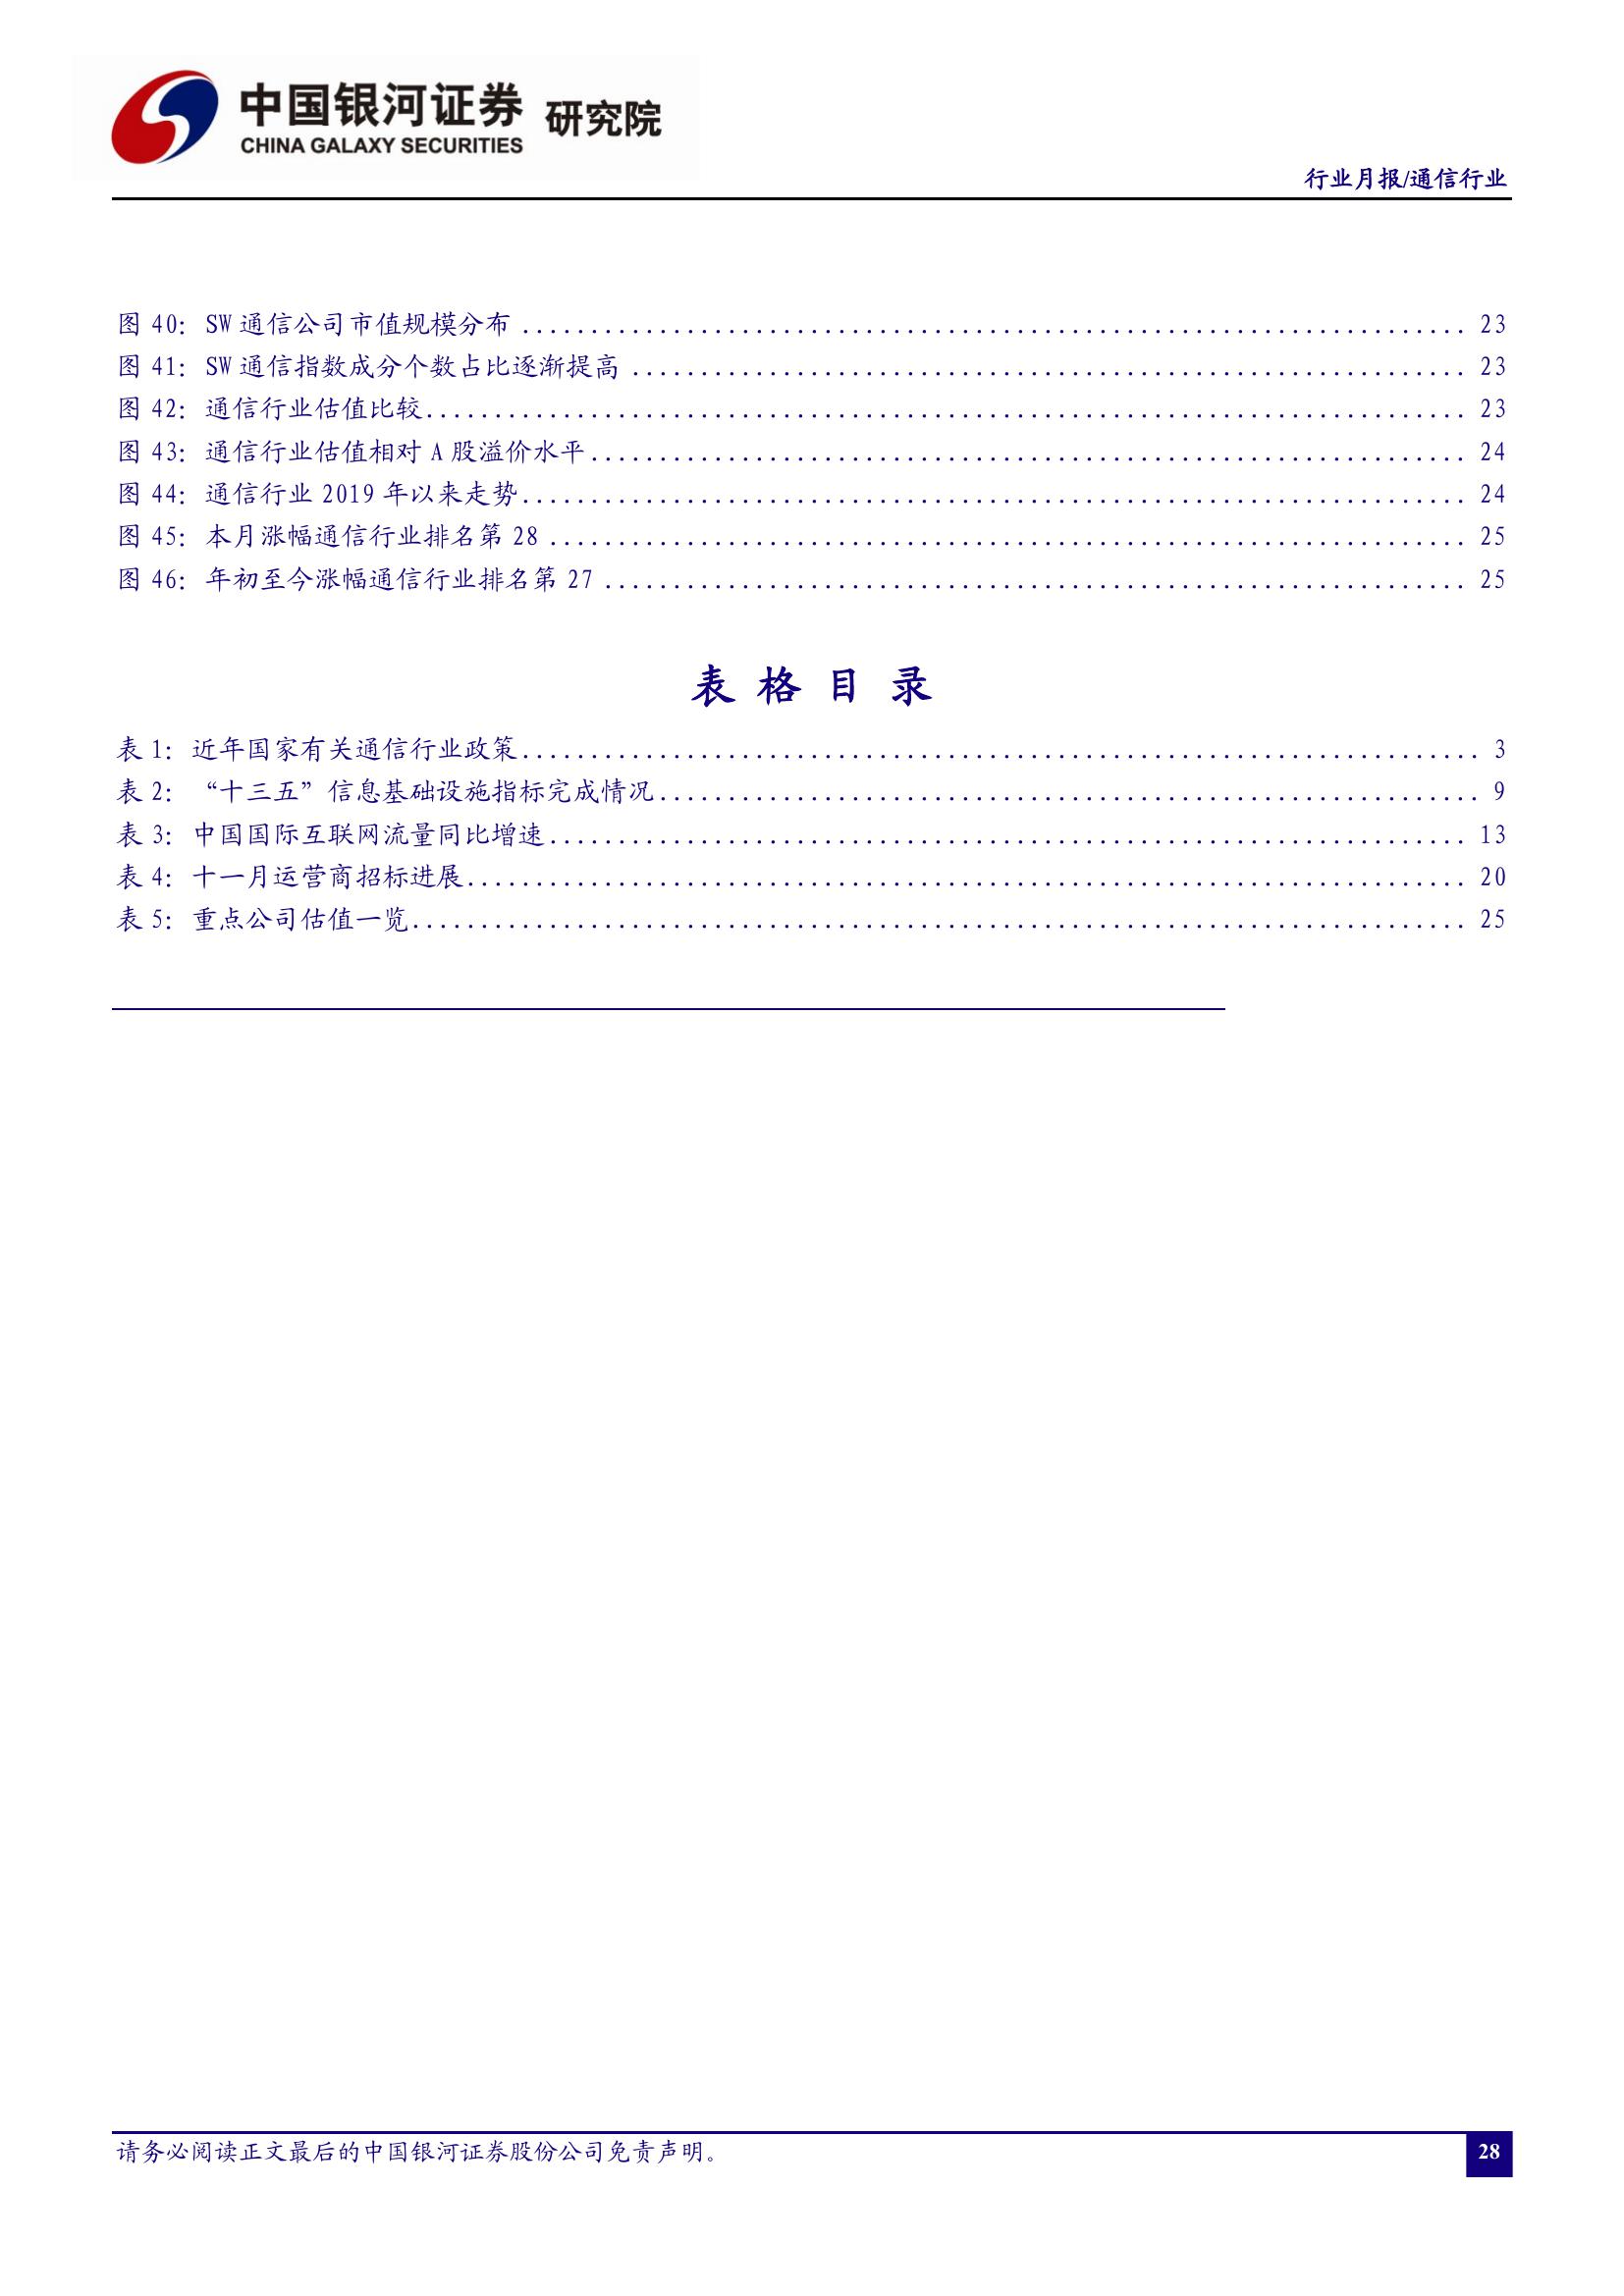 中国银河证券 研究院
CHINA GALAXY SECURITIES
行业月报/通信行业
图 40: SW 通信公司市值规模分布 ........................................ 23
图 41: SW 通信指数成分个数占比逐渐提高 ........................................ 23
图 42: 通信行业估值比较........................................ 23
图 43: 通信行业估值相对 A 股溢价水平........................................ 24
图 44: 通信行业 2019 年以来走势........................................ 24
图 45: 本月涨幅通信行业排名第 28 ........................................ 25
图 46: 年初至今涨幅通信行业排名第 27 ........................................ 25
表 格 目 录
表 1: 近年国家有关通信行业政策........................................ 3
表 2: “十三五”信息基础设施指标完成情况........................................ 9
表 3: 中国国际互联网流量同比增速........................................ 13
表 4: 十一月运营商招标进展........................................ 20
表 5: 重点公司估值一览........................................ 25
请务必阅读正文最后的中国银河证券股份公司免责声明。
28